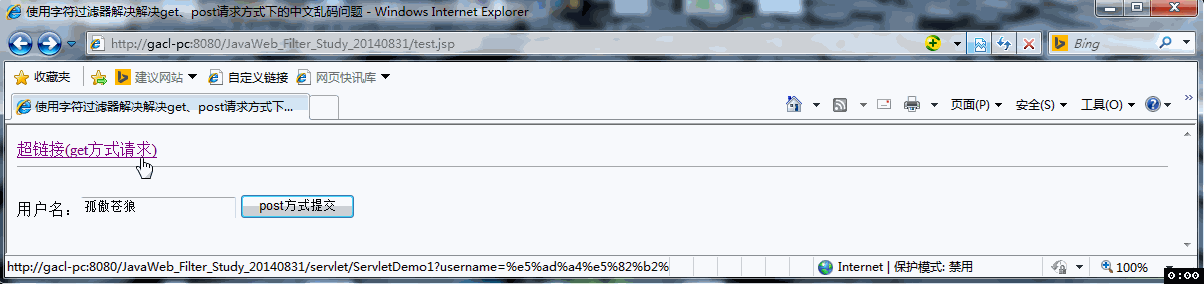 使用字符过滤器解决解决get、post请求方式下的中文乱码问题 - Windows Internet Explorer
http://gacl-pc:8080/JavaWeb_Filter_Study_20140831/test.jsp
Bing
收藏夹 建议网站 自定义链接 网页快讯库
使用字符过滤器解决解决get、post请求方式下...
页面(P) 安全(S) 工具(O)
超链接(get方式请求)
用户名： 孤傲苍狼 post方式提交
http://gacl-pc:8080/JavaWeb_Filter_Study_20140831/servlet/ServletDemo1?username=%e5%ad%a4%e5%82%b2% Internet | 保护模式: 禁用 100%
0:00